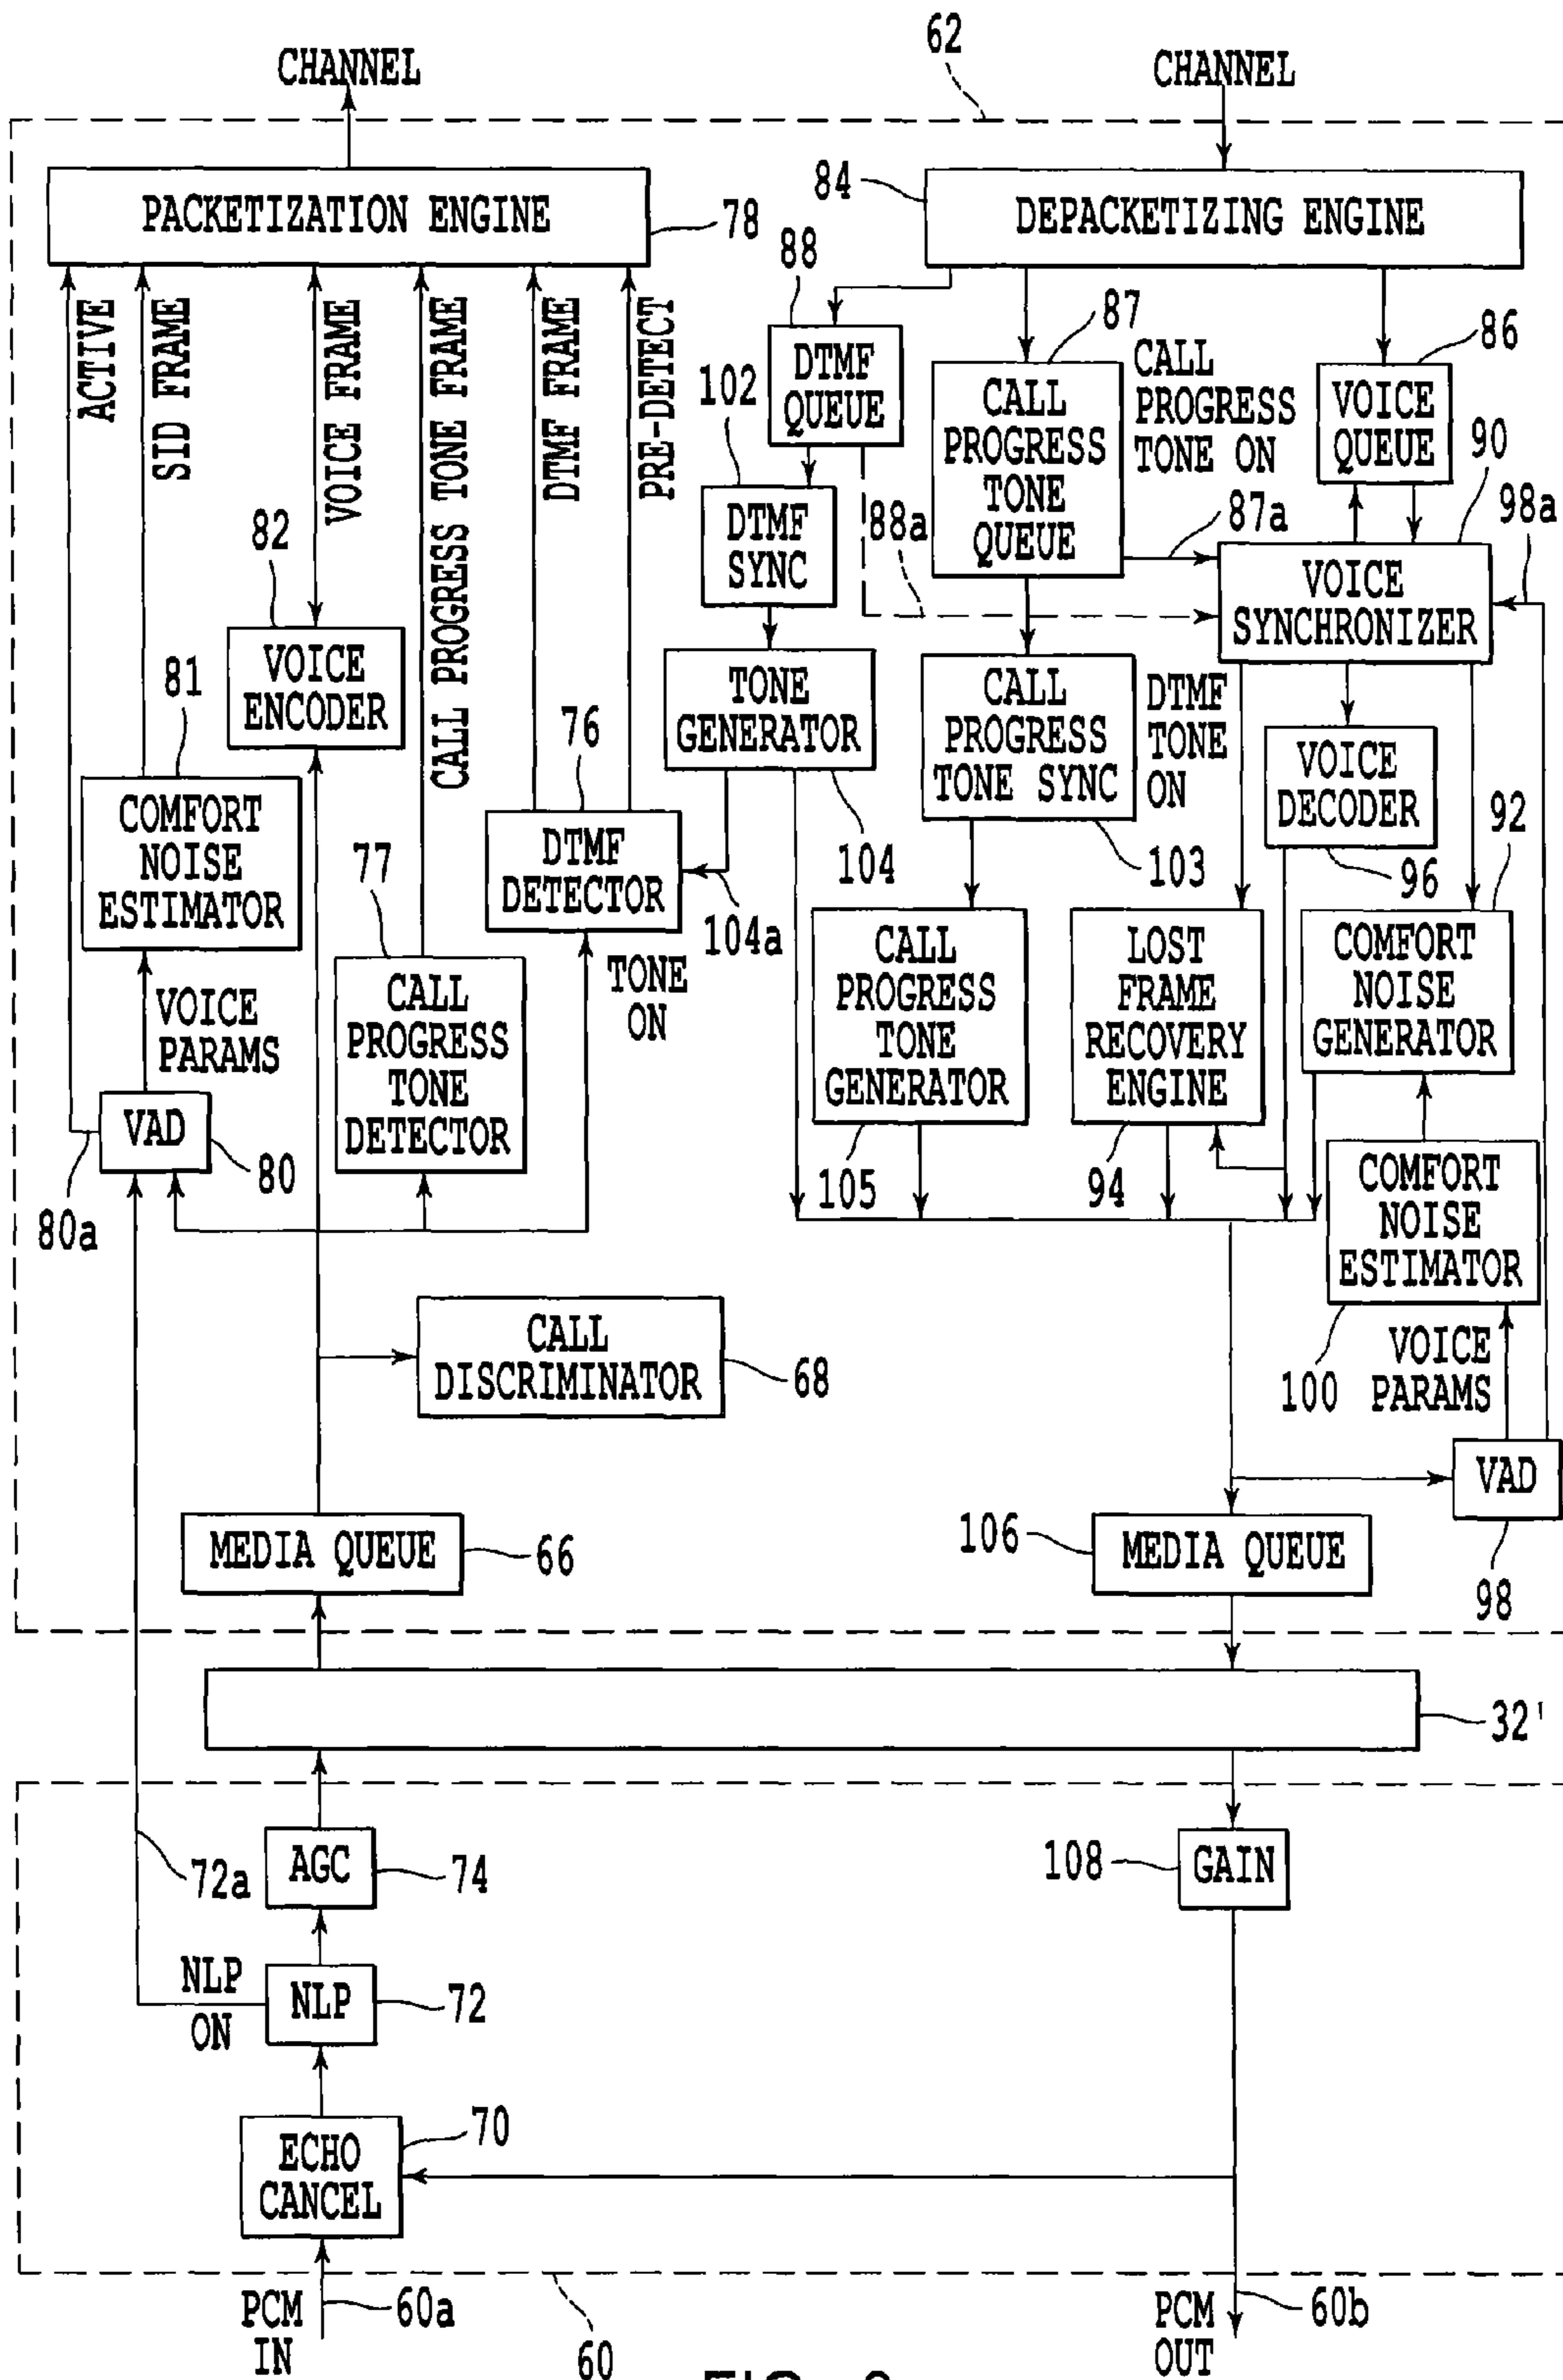 62
CHANNEL
CHANNEL
PACKETIZATION ENGINE
78
84
DEPACKETIZING ENGINE
ACTIVE
SID FRAME
VOICE FRAME
CALL PROGRESS TONE FRAME
DTMF FRAME
PRE-DETECT
88
DTMF
QUEUE
87
CALL
PROGRESS
TONE
QUEUE
CALL
PROGRESS
TONE ON
86
VOICE
QUEUE
102
DTMF
SYNC
88a
87a
90
98a
VOICE
SYNCHRONIZER
82
VOICE
ENCODER
81
COMFORT
NOISE
ESTIMATOR
76
DTMF
DETECTOR
TONE
GENERATOR
104
104a
CALL
PROGRESS
TONE SYNC
103
DTMF
TONE
ON
VOICE
DECODER
96
92
77
CALL
PROGRESS
TONE
DETECTOR
TONE
ON
CALL
PROGRESS
TONE
GENERATOR
105
LOST
FRAME
RECOVERY
ENGINE
94
COMFORT
NOISE
GENERATOR
VOICE
PARAMS
VAD
80
80a
COMFORT
NOISE
ESTIMATOR
100
VOICE
PARAMS
CALL
DISCRIMINATOR
68
VAD
98
MEDIA QUEUE
66
106
MEDIA QUEUE
32'
72a
AGC
74
108
GAIN
NLP
ON
NLP
72
ECHO
CANCEL
70
PCM
IN
60a
60
PCM
OUT
60b